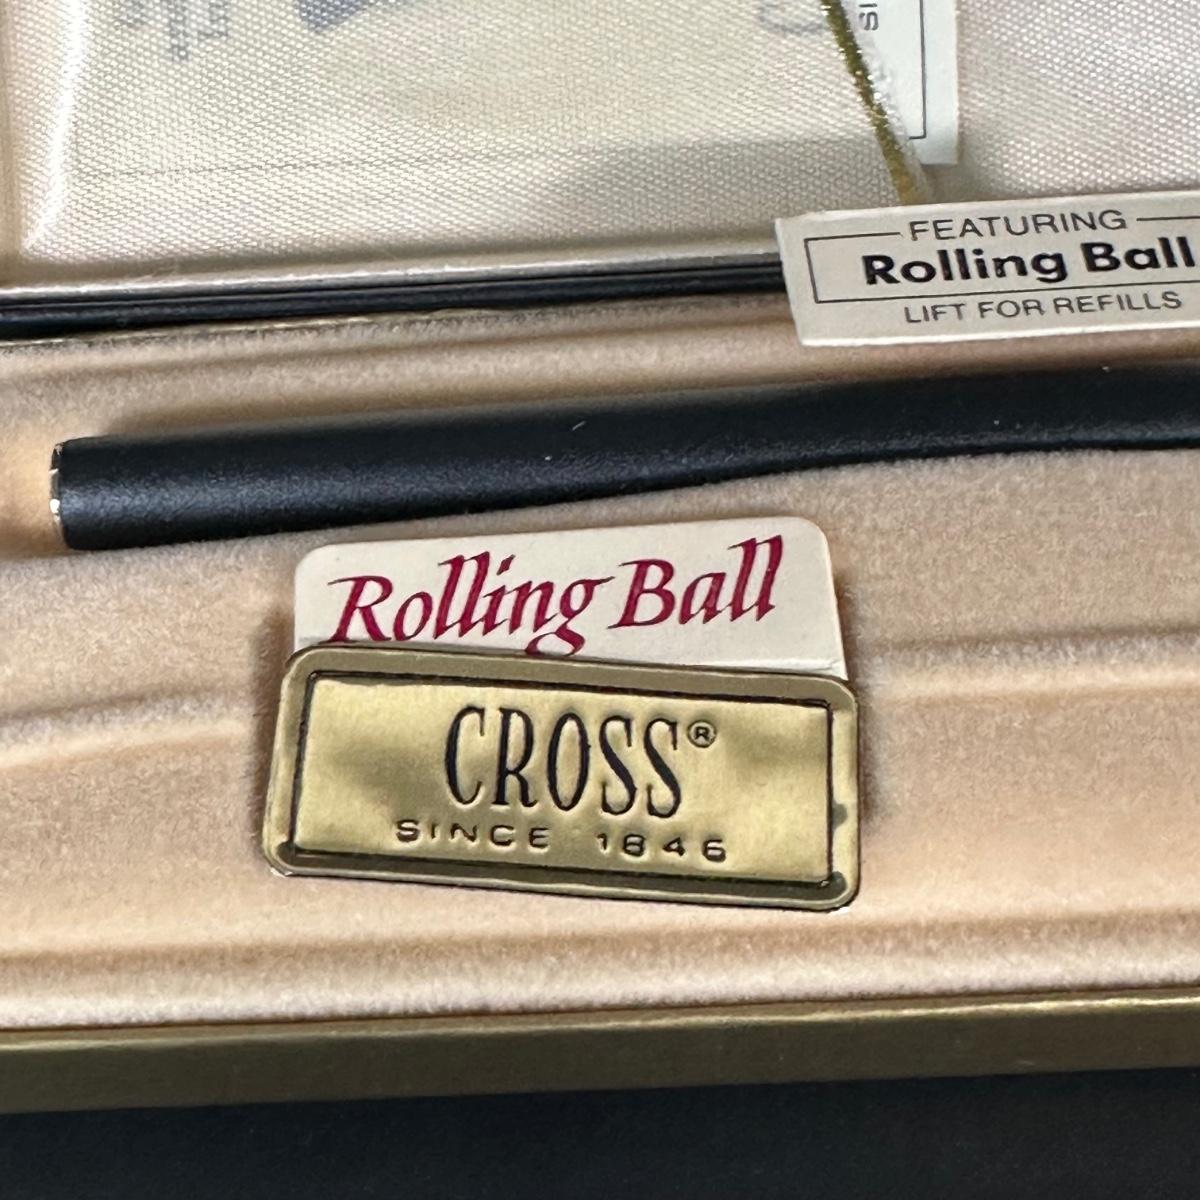 FEATURING
Rolling Ball
LIFT FOR REFILLS
Rolling Ball
CROSS®
SINCE 1846